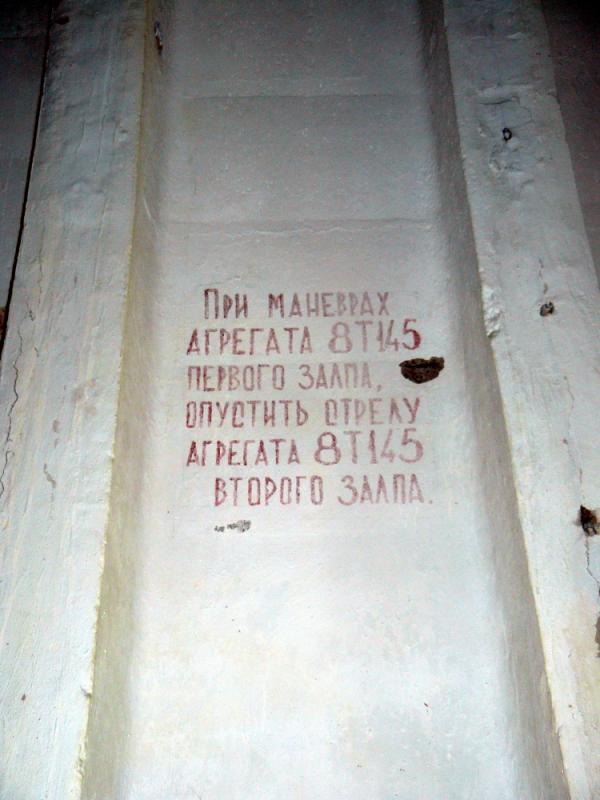 При маневрах
агрегата 8Т145
первого залпа,
опустить стрелу
агрегата 8Т145
второго залпа.